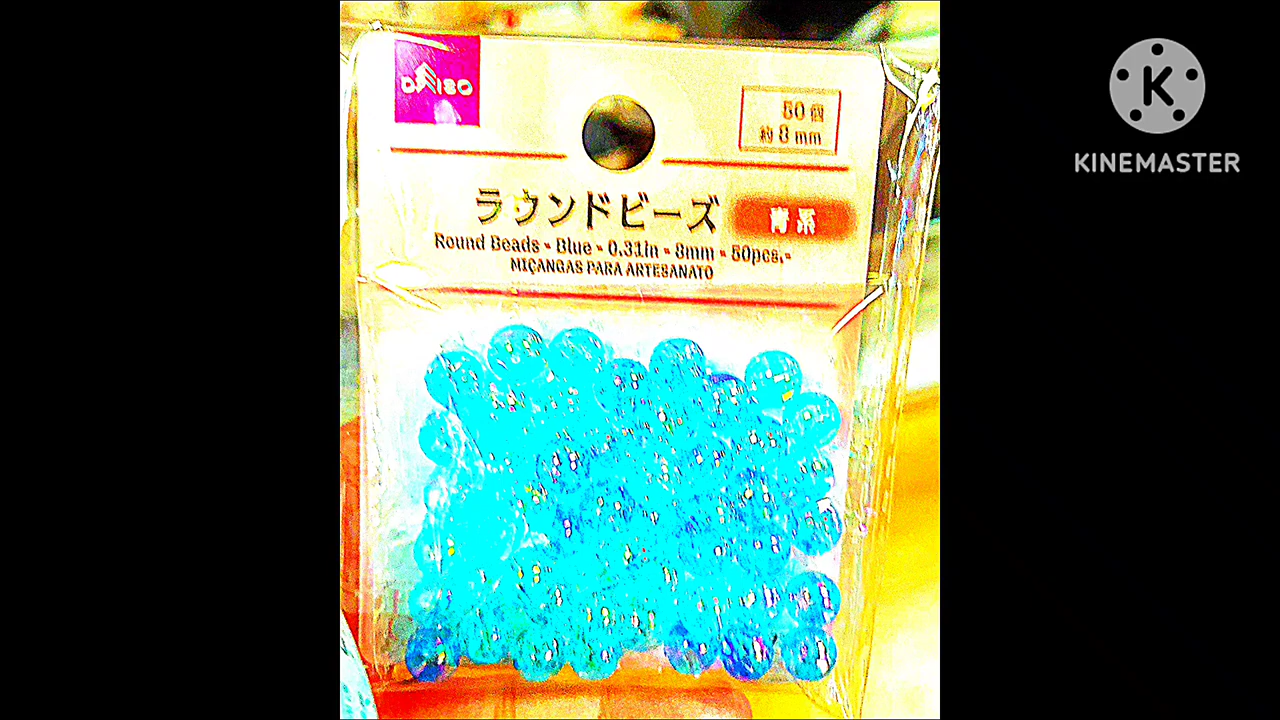 DAISO
50個
約8mm
ラウンドビーズ 青系
Round Beads・Blue・0.31in・8mm・50pcs.・
MIÇANGAS PARA ARTESANATO
KINEMASTER